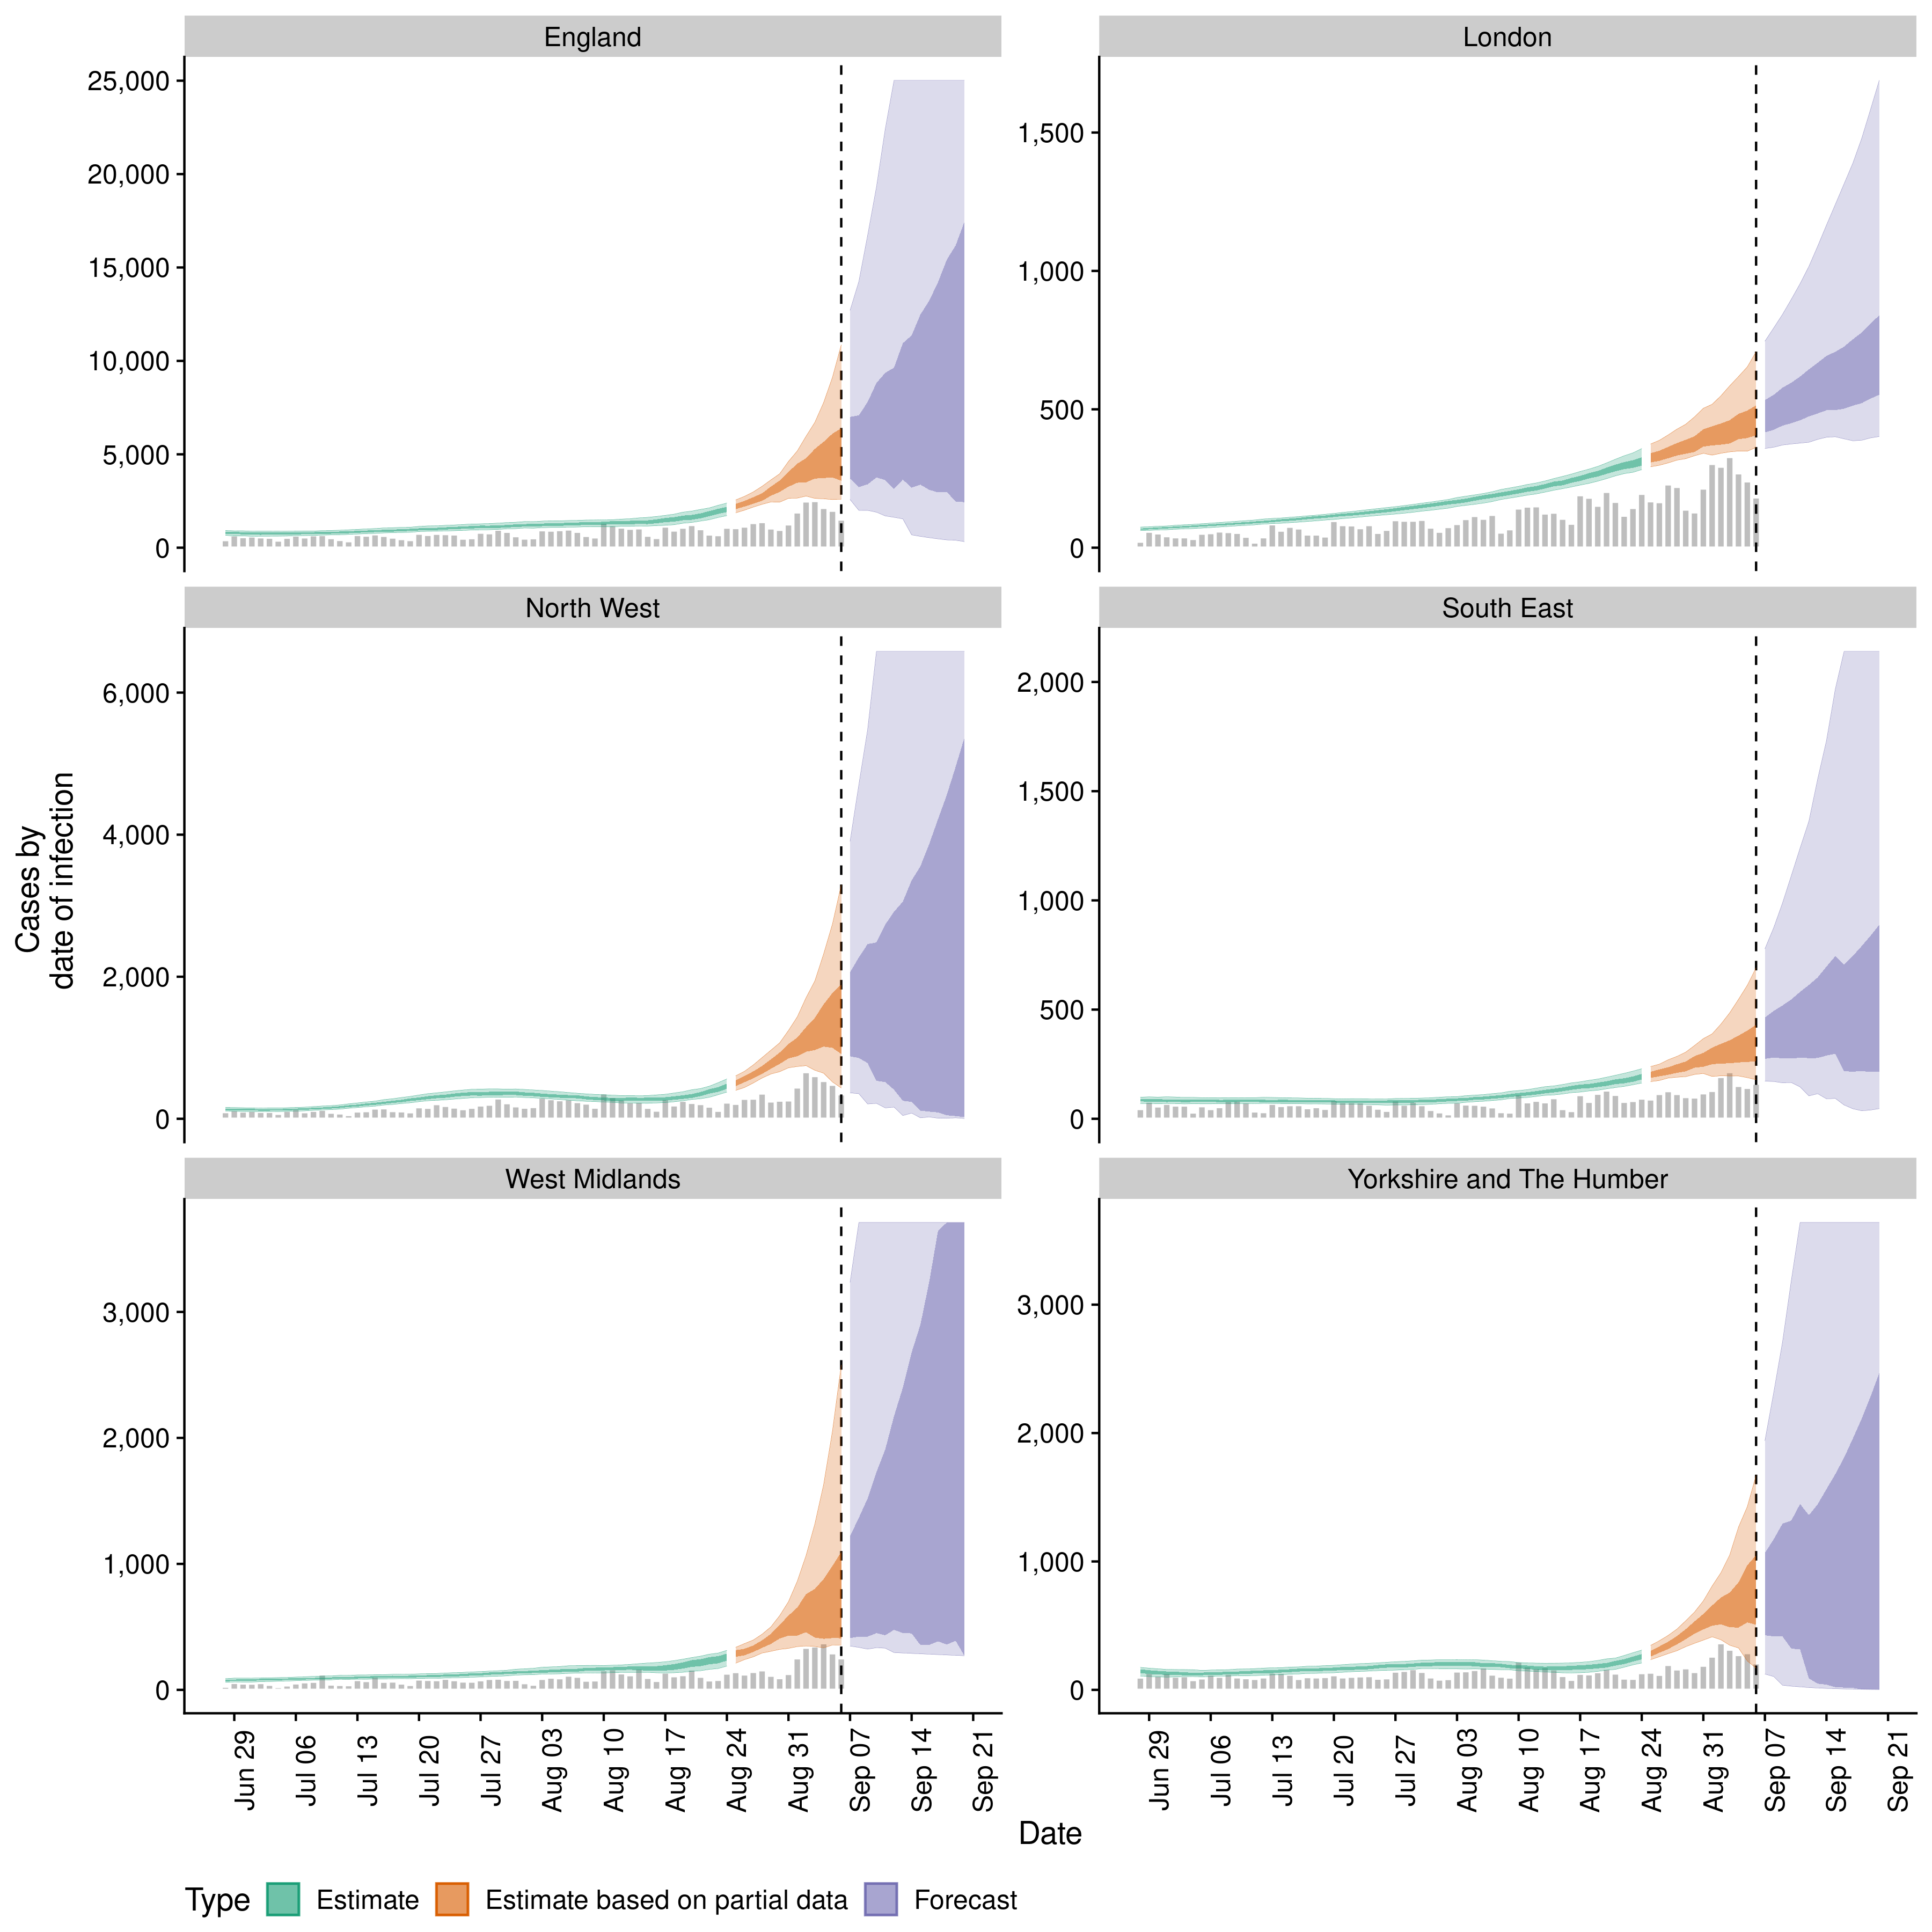 England
London
25,000
20,000
15,000
10,000
5,000
0
1,500
1,000
500
0
North West
South East
6,000
4,000
2,000
0
2,000
1,500
1,000
500
0
West Midlands
Yorkshire and The Humber
3,000
2,000
1,000
0
3,000
2,000
1,000
0
Cases by
date of infection
Jun 29
Jul 06
Jul 13
Jul 20
Jul 27
Aug 03
Aug 10
Aug 17
Aug 24
Aug 31
Sep 07
Sep 14
Sep 21
Jun 29
Jul 06
Jul 13
Jul 20
Jul 27
Aug 03
Aug 10
Aug 17
Aug 24
Aug 31
Sep 07
Sep 14
Sep 21
Date
Type Estimate Estimate based on partial data Forecast